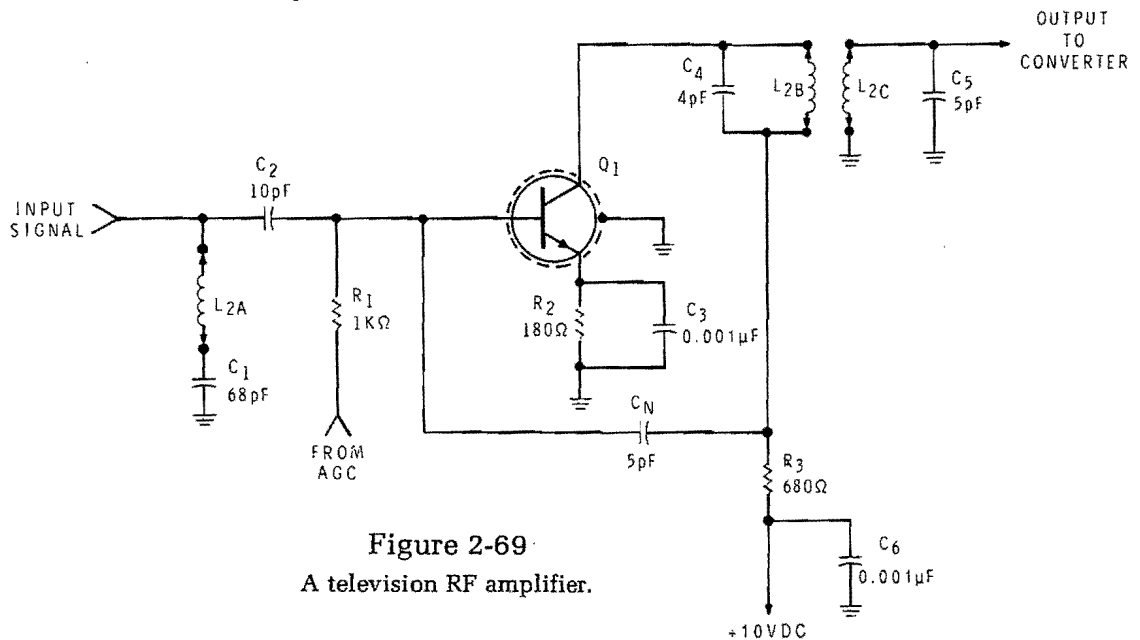 OUTPUT
TO
CONVERTER
C4
4pF
L2B
L2C
C5
5pF
C2
10pF
Q1
INPUT
SIGNAL
L2A
R1
1KΩ
R2
180Ω
C3
0.001µF
C1
68pF
FROM
AGC
CN
5pF
R3
680Ω
C6
0.001µF
+10VDC
Figure 2-69
A television RF amplifier.